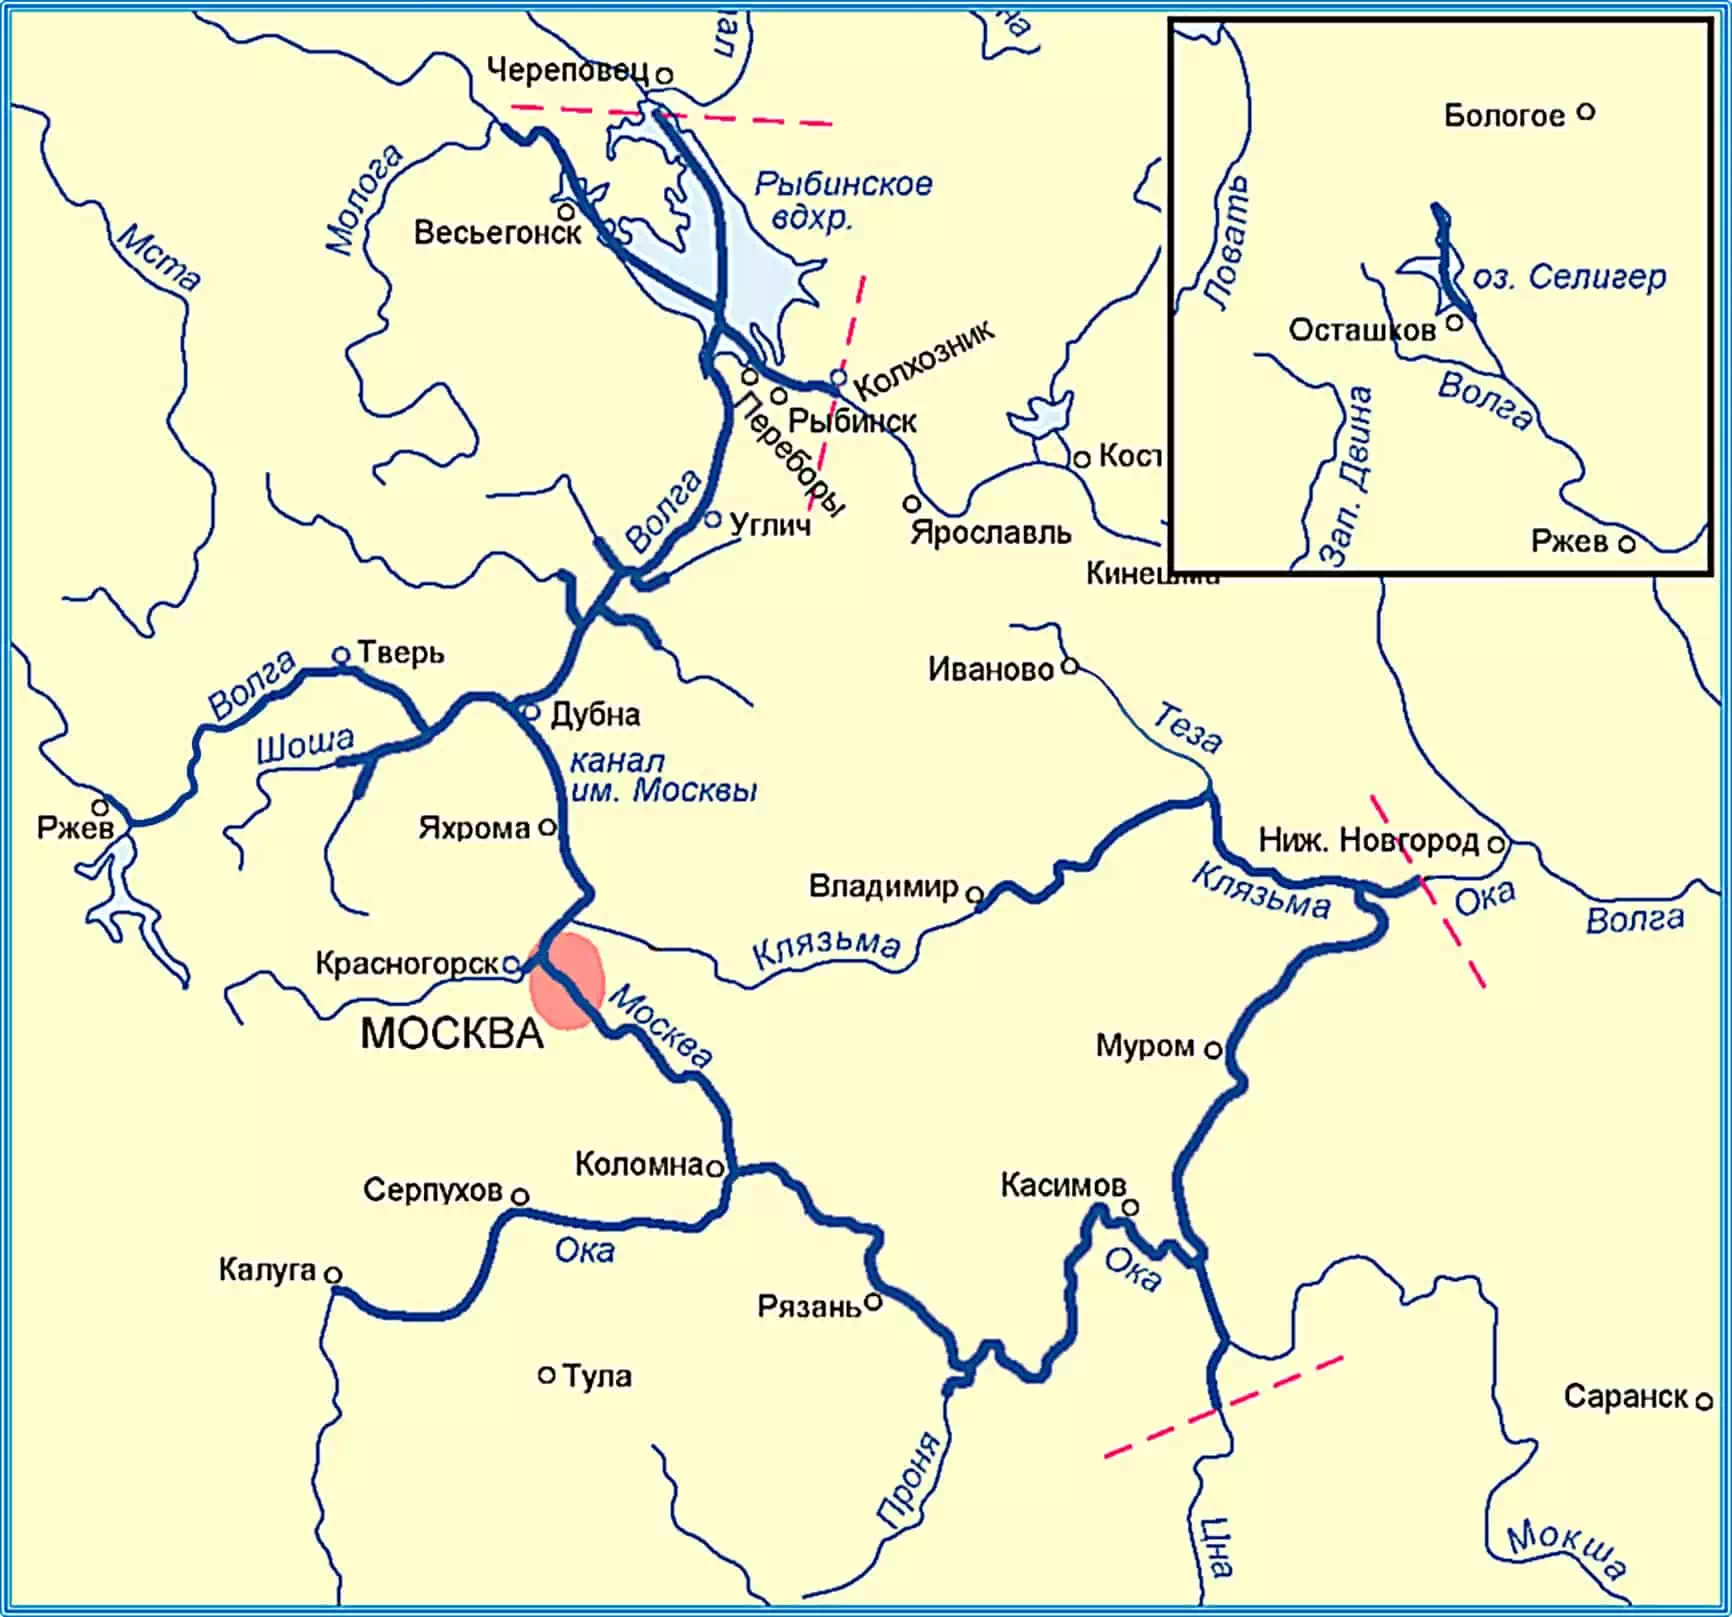 Череповец
Бологое
Рыбинское
вдхр.
Молога
Мста
Весьегонск
Ловать
оз. Селигер
Осташков
Волга
Зап. Двина
Ржев
Колхозник
Рыбинск
Переборы
Кост
Ярославль
Волга
Углич
Кинешма
Тверь
Волга
Иваново
Дубна
Шоша
Теза
канал
им. Москвы
Ржев
Яхрома
Ниж. Новгород
Владимир
Клязьма
Ока
Волга
Клязьма
Красногорск
МОСКВА
Москва
Муром
Коломна
Серпухов
Касимов
Ока
Ока
Калуга
Рязань
Тула
Саранск
Проня
Цна
Мокша